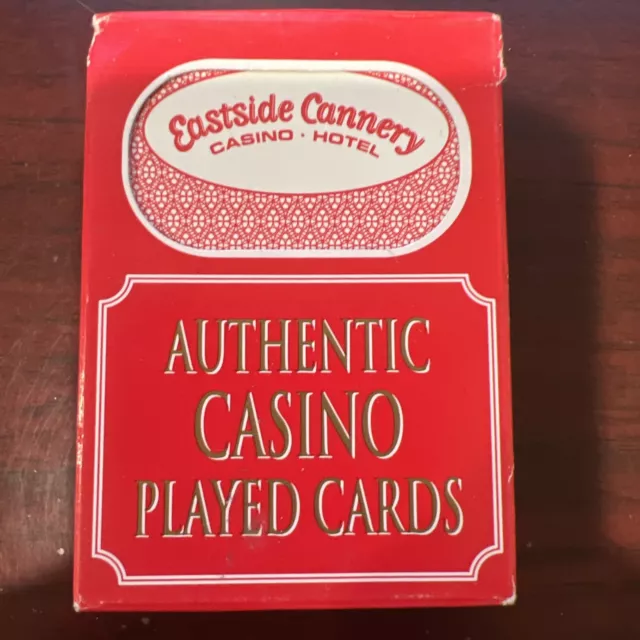 Eastside Cannery
CASINO · HOTEL
AUTHENTIC
CASINO
PLAYED CARDS